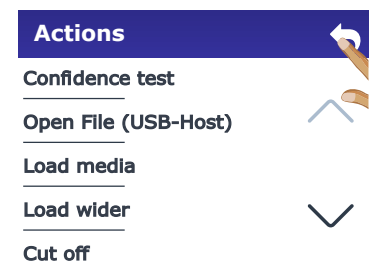 Actions
Confidence test
Open File (USB-Host)
Load media
Load wider
Cut off